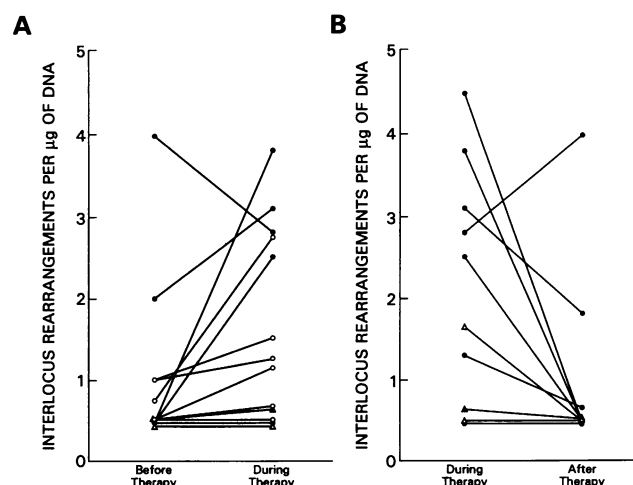 A
INTERLOCUS REARRANGEMENTS PER μg OF DNA
5
4
3
2
1
0
Before
Therapy
During
Therapy
B
INTERLOCUS REARRANGEMENTS PER μg OF DNA
5
4
3
2
1
0
During
Therapy
After
Therapy